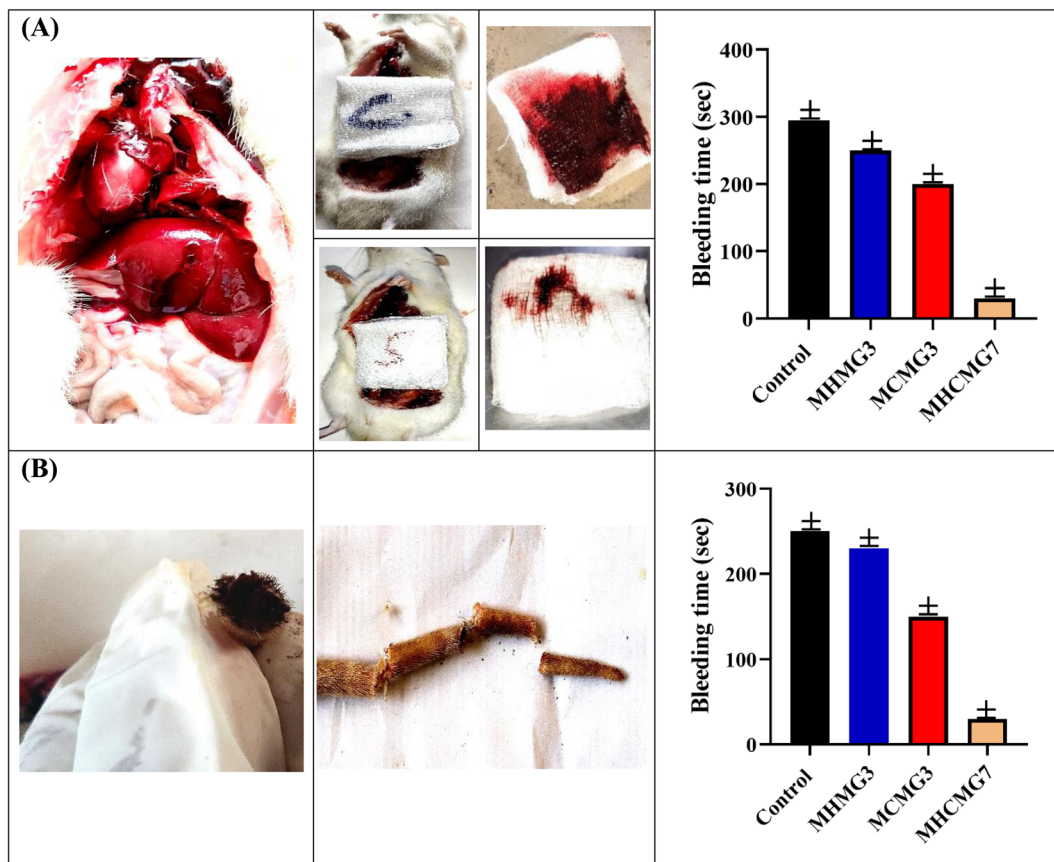 (A)
C
S
Bleeding time (sec)
400
300
200
100
0
Control
MHMG3
MCMG3
MHCMG7
(B)
Bleeding time (sec)
300
200
100
0
Control
MHMG3
MCMG3
MHCMG7